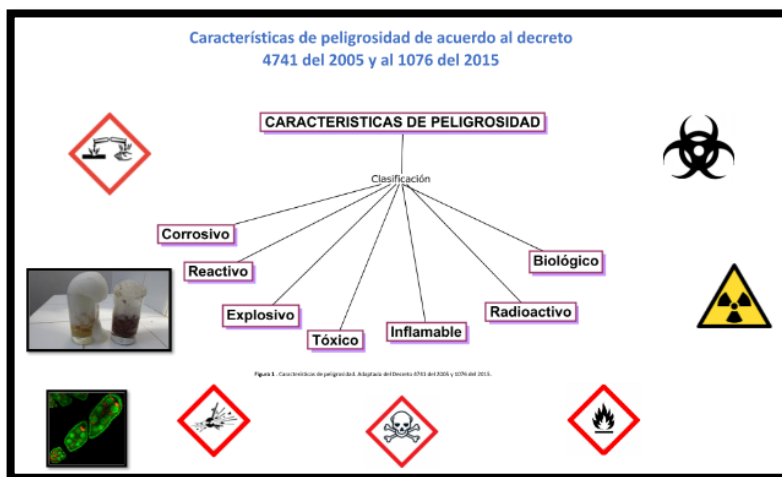 Características de peligrosidad de acuerdo al decreto
4741 del 2005 y al 1076 del 2015
CARACTERISTICAS DE PELIGROSIDAD
Clasificación
Corrosivo
Reactivo
Explosivo
Tóxico
Inflamable
Radioactivo
Biológico
Figura 1. Características de peligrosidad. Adaptado del Decreto 4741 del 2005 y 1076 del 2015.